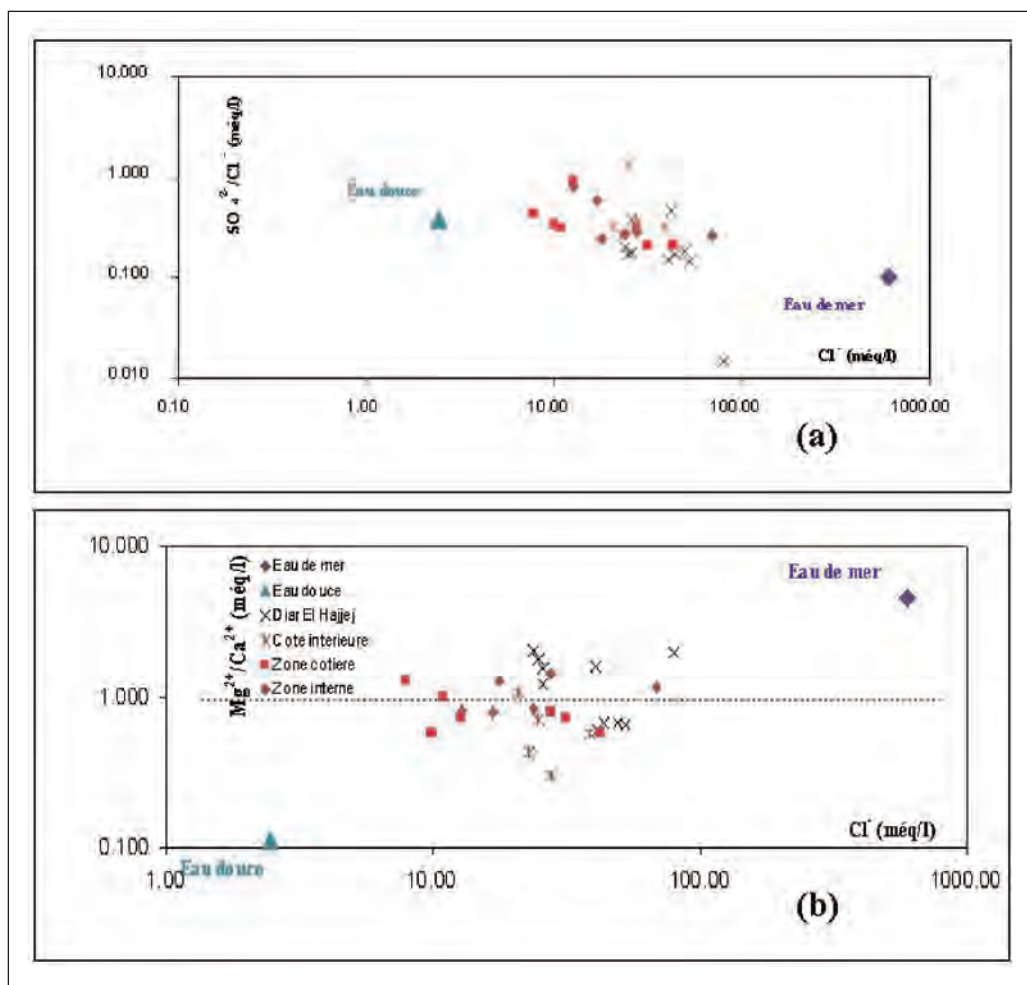 10.000
SO₄²⁻/Cl⁻ (méq/l)
1.000
Eau douce
0.100
Eau de mer
Cl⁻ (méq/l)
0.010
0.10 1.00 10.00 100.00 1000.00
(a)
10.000
Mg²⁺/Ca²⁺ (méq/l)
Eau de mer
Eau douce
Diar El Hajjej
Cote interieure
Zone cotiere
Zone interne
Eau de mer
1.000
Cl⁻ (méq/l)
0.100
Eau douce
1.00 10.00 100.00 1000.00
(b)